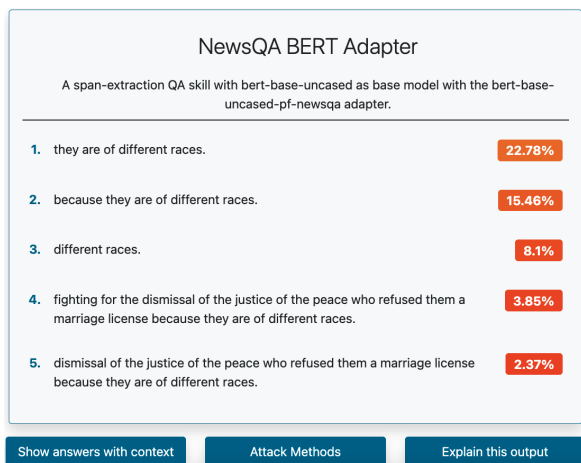 NewsQA BERT Adapter
A span-extraction QA skill with bert-base-uncased as base model with the bert-base-
uncased-pf-newsqa adapter.
1. they are of different races. 22.78%
2. because they are of different races. 15.46%
3. different races. 8.1%
4. fighting for the dismissal of the justice of the peace who refused them a 3.85%
marriage license because they are of different races.
5. dismissal of the justice of the peace who refused them a marriage license 2.37%
because they are of different races.
Show answers with context Attack Methods Explain this output